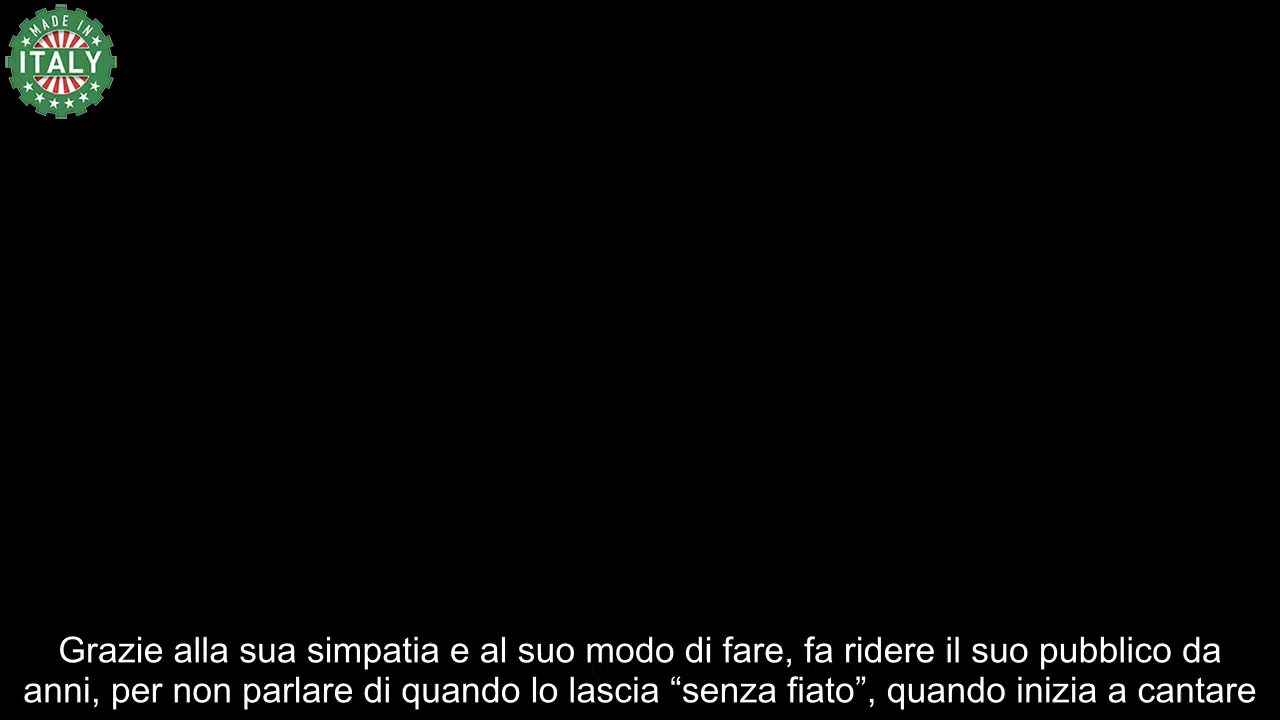 MADE IN
ITALY
Grazie alla sua simpatia e al suo modo di fare, fa ridere il suo pubblico da
anni, per non parlare di quando lo lascia “senza fiato”, quando inizia a cantare